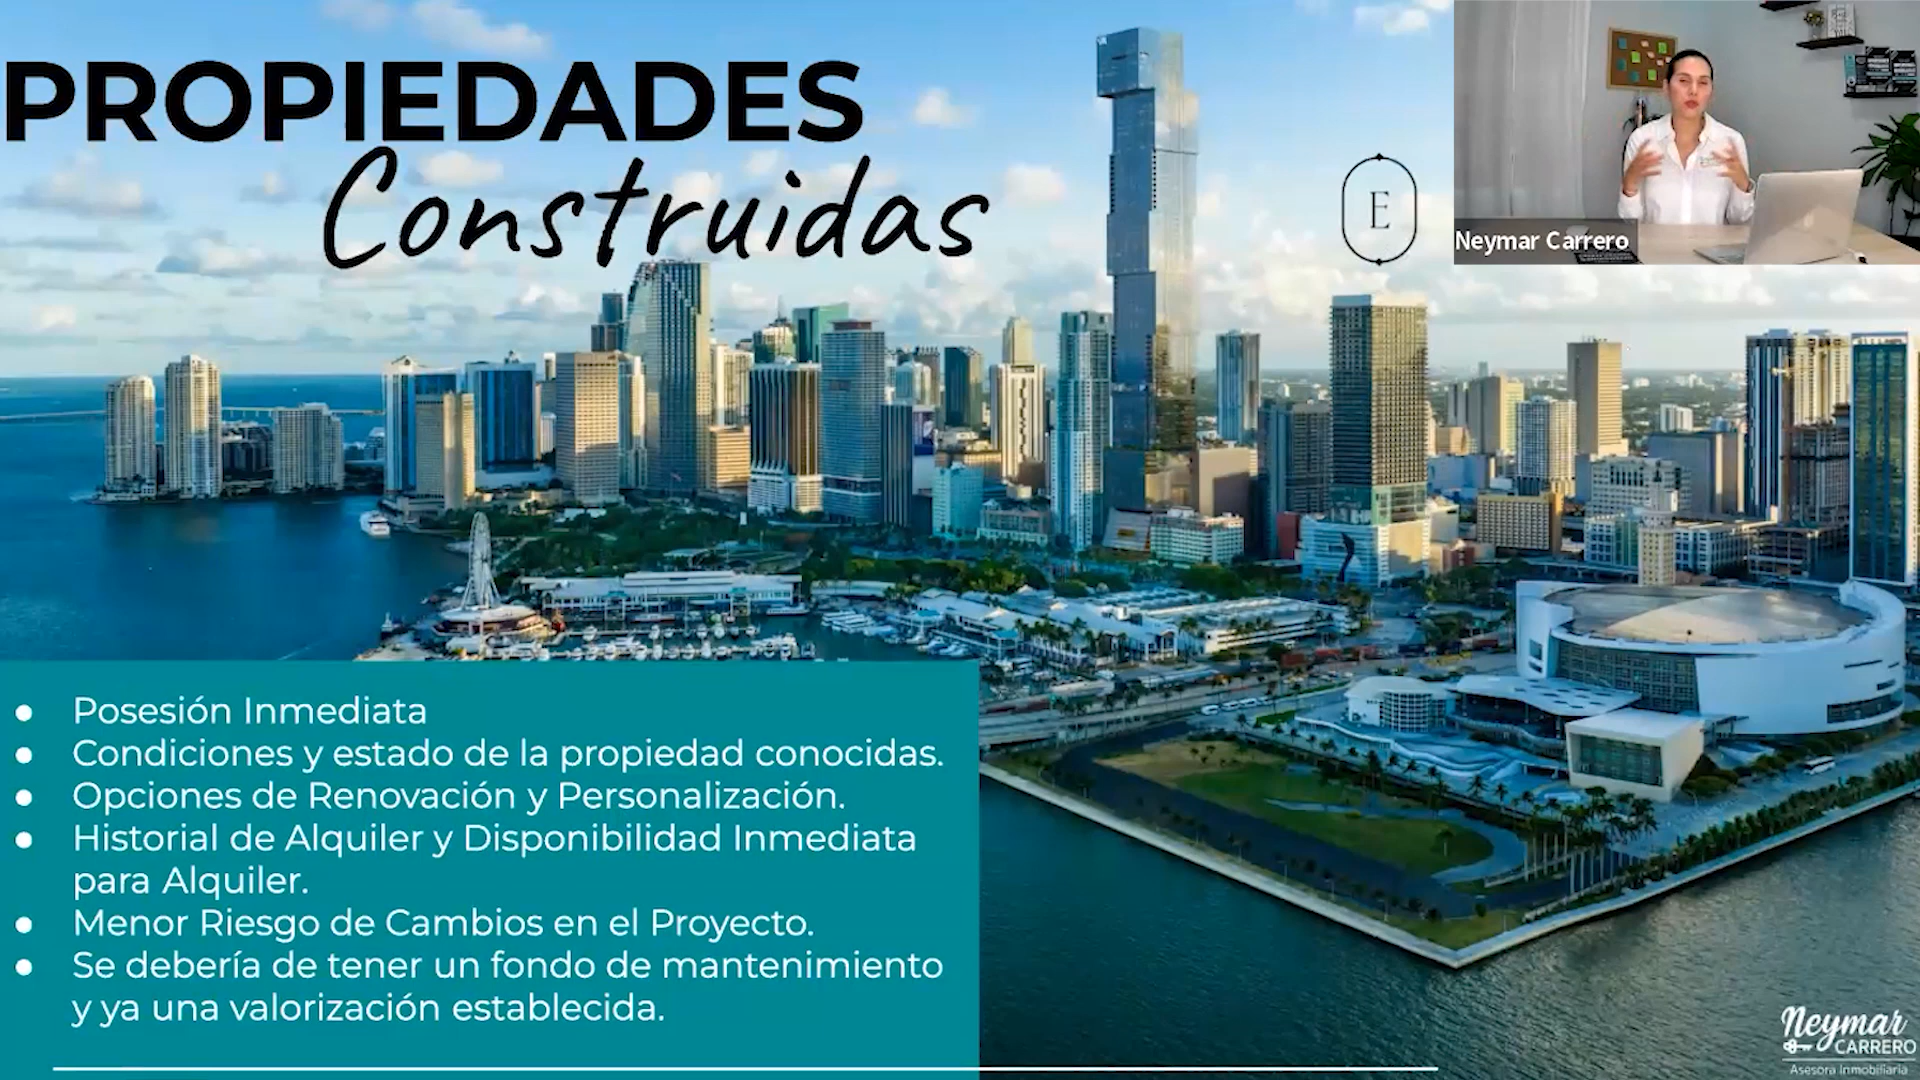 PROPIEDADES
Construidas
E
Neymar Carrero
● Posesión Inmediata
● Condiciones y estado de la propiedad conocidas.
● Opciones de Renovación y Personalización.
● Historial de Alquiler y Disponibilidad Inmediata
para Alquiler.
● Menor Riesgo de Cambios en el Proyecto.
● Se debería de tener un fondo de mantenimiento
y ya una valorización establecida.
Neymar
CARRERO
Asesora Inmobiliaria